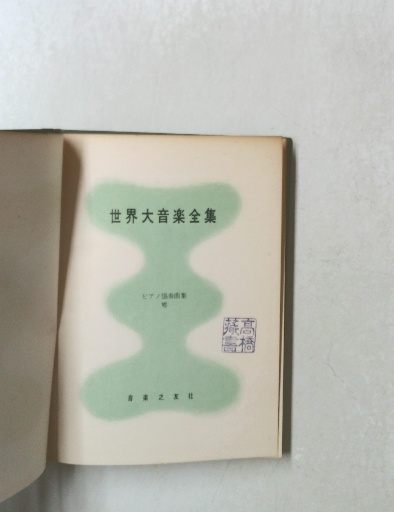 世界大音楽全集
ピアノ協奏曲集
音楽之友社
高橋
蔵書